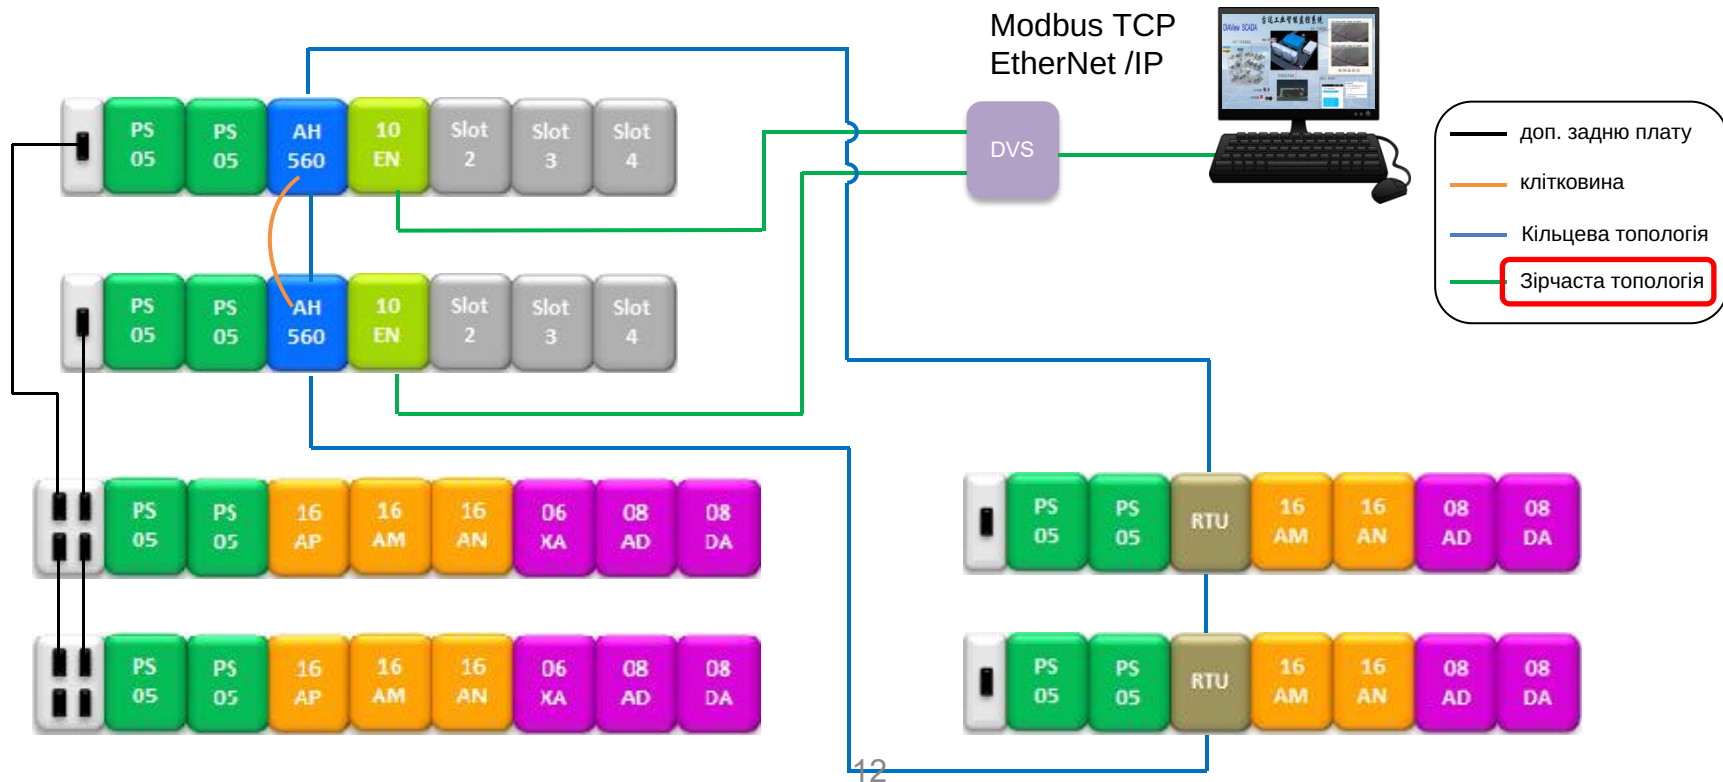 Modbus TCP
EtherNet /IP
DIAView SCADA
PS 05
PS 05
AH 560
10 EN
Slot 2
Slot 3
Slot 4
DVS
доп. задню плату
клітковина
Кільцева топологія
Зірчаста топологія
PS 05
PS 05
AH 560
10 EN
Slot 2
Slot 3
Slot 4
PS 05
PS 05
16 AP
16 AM
16 AN
06 XA
08 AD
08 DA
PS 05
PS 05
RTU
16 AM
16 AN
08 AD
08 DA
PS 05
PS 05
16 AP
16 AM
16 AN
06 XA
08 AD
08 DA
PS 05
PS 05
RTU
16 AM
16 AN
08 AD
08 DA
12